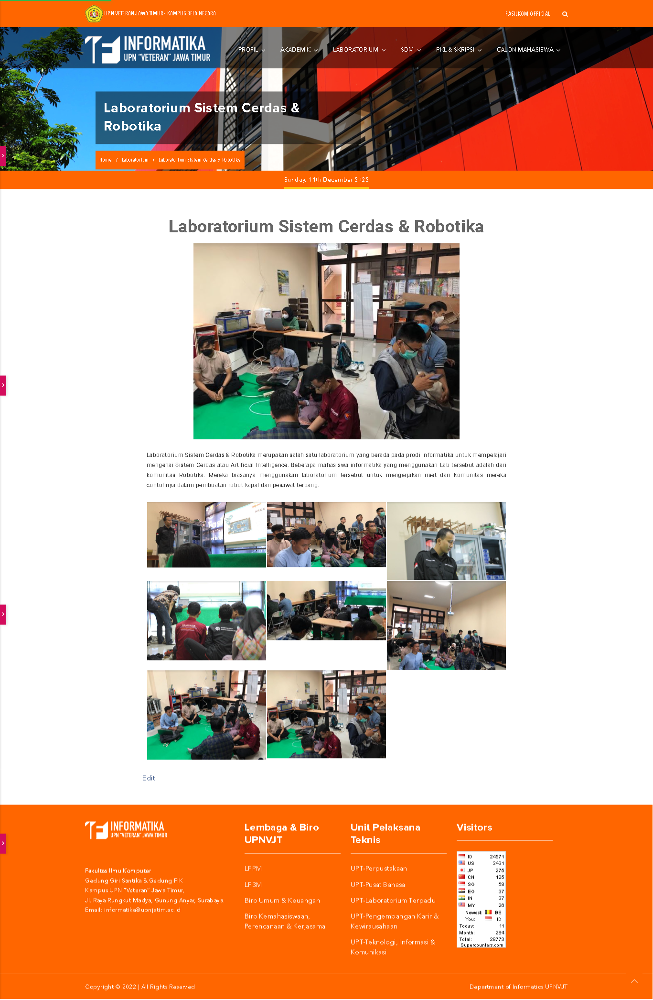 UPN VETERAN JAWA TIMUR - KAMPUS BELA NEGARA
FASILKOM OFFICIAL
INFORMATIKA
UPN "VETERAN" JAWA TIMUR
PROFIL
AKADEMIK
LABORATORIUM
SDM
PKL & SKRIPSI
CALON MAHASISWA
Laboratorium Sistem Cerdas &
Robotika
Home / Laboratorium / Laboratorium Sistem Cerdas & Robotika
Sunday, 11th December 2022
Laboratorium Sistem Cerdas & Robotika
Laboratorium Sistem Cerdas & Robotika merupakan salah satu laboratorium yang berada pada prodi Informatika untuk mempelajari
mengenai Sistem Cerdas atau Artificial Intelligence. Beberapa mahasiswa informatika yang menggunakan Lab tersebut adalah dari
komunitas Robotika. Mereka biasanya menggunakan laboratorium tersebut untuk mengerjakan riset dari komunitas mereka
contohnya dalam pembuatan robot kapal dan pesawat terbang.
Edit
INFORMATIKA
UPN "VETERAN" JAWA TIMUR
Fakultas Ilmu Komputer
Gedung Giri Santika & Gedung FIK
Kampus UPN "Veteran" Jawa Timur,
Jl. Raya Rungkut Madya, Gunung Anyar, Surabaya.
Email: informatika@upnjatim.ac.id
Lembaga & Biro
UPNVJT
LPPM
LP3M
Biro Umum & Keuangan
Biro Kemahasiswaan,
Perencanaan & Kerjasama
Unit Pelaksana
Teknis
UPT-Perpustakaan
UPT-Pusat Bahasa
UPT-Laboratorium Terpadu
UPT-Pengembangan Karir &
Kewirausahaan
UPT-Teknologi, Informasi &
Komunikasi
Visitors
ID 24571
US 3431
JP 275
CN 125
SG 58
EG 37
IN 37
MY 26
Newest: BE
You: ID
Today: 11
Month: 284
Total: 28773
Supercounters.com
Copyright © 2022 | All Rights Reserved
Department of Informatics UPNVJT